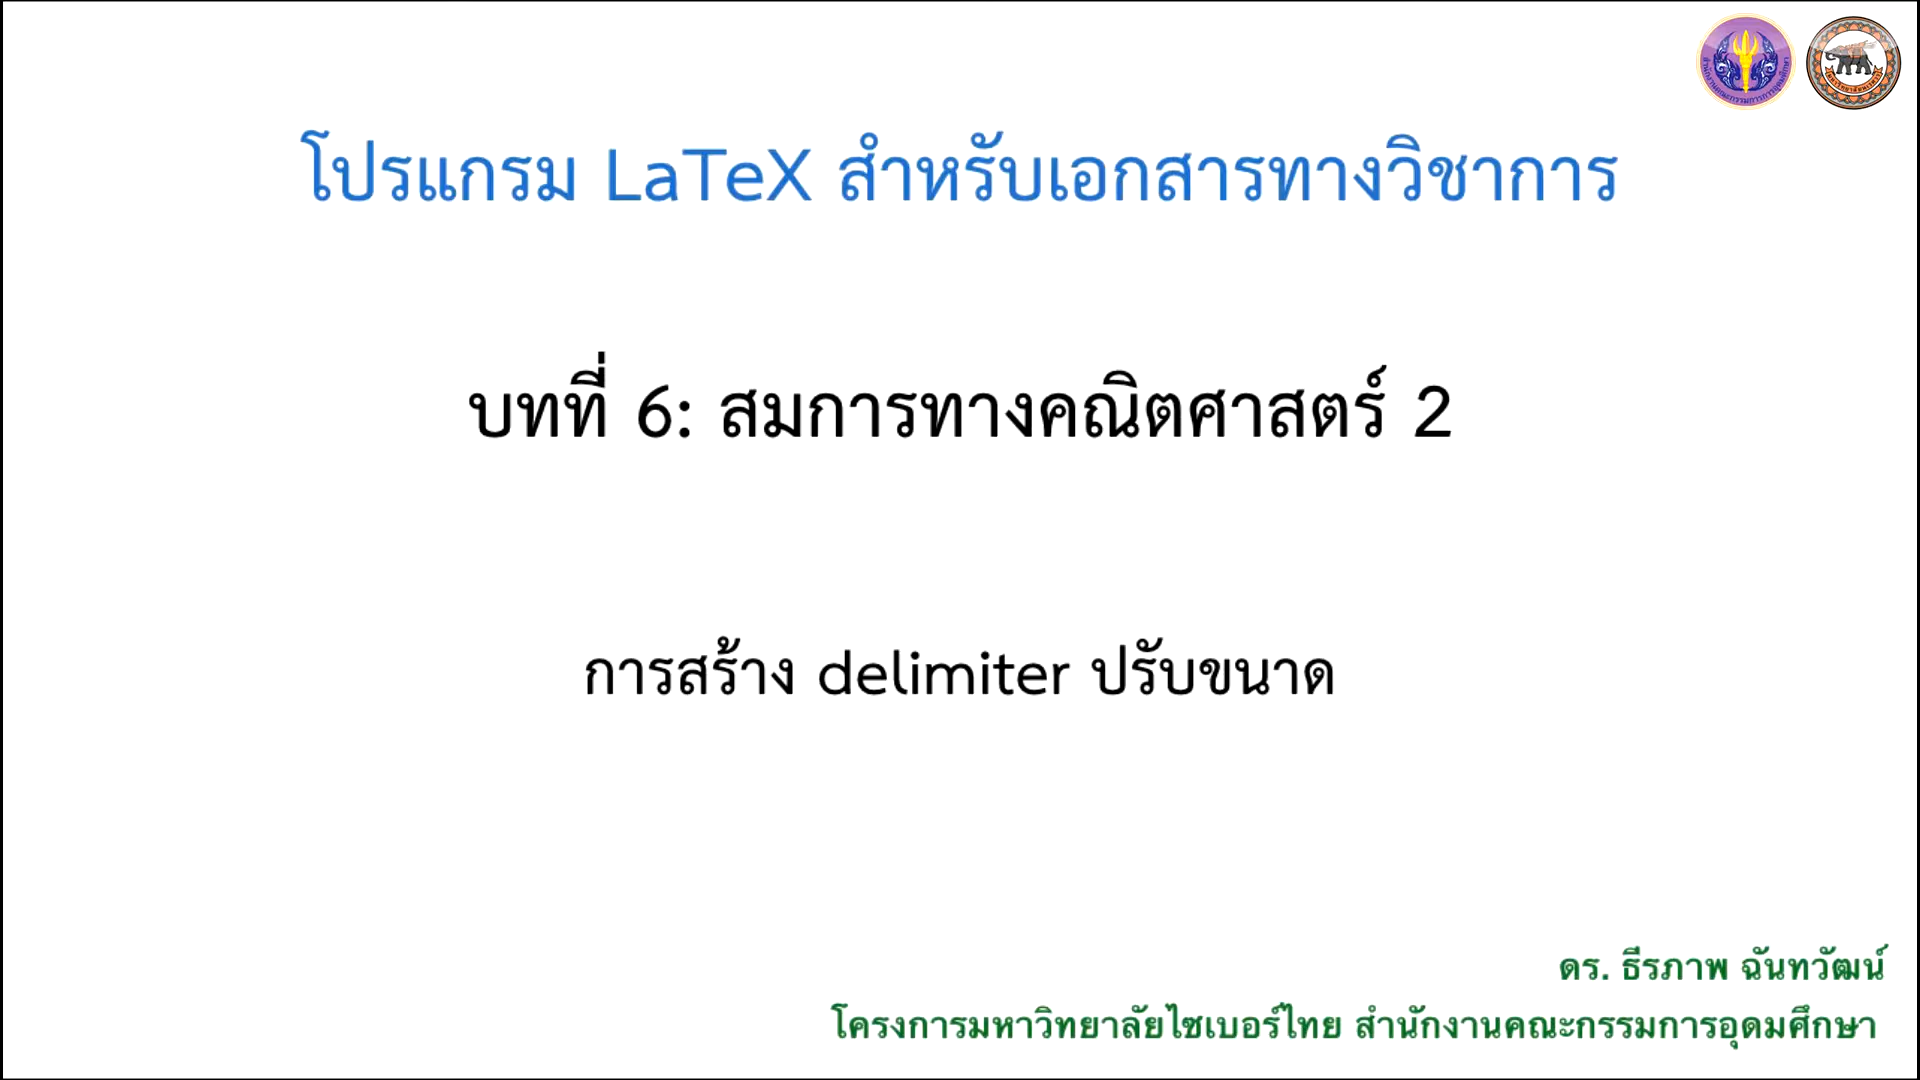 โปรแกรม LaTeX สำหรับเอกสารทางวิชาการ
บทที่ 6: สมการทางคณิตศาสตร์ 2
การสร้าง delimiter ปรับขนาด
ดร. ธีรภาพ ฉันทวัฒน์
โครงการมหาวิทยาลัยไซเบอร์ไทย สำนักงานคณะกรรมการอุดมศึกษา